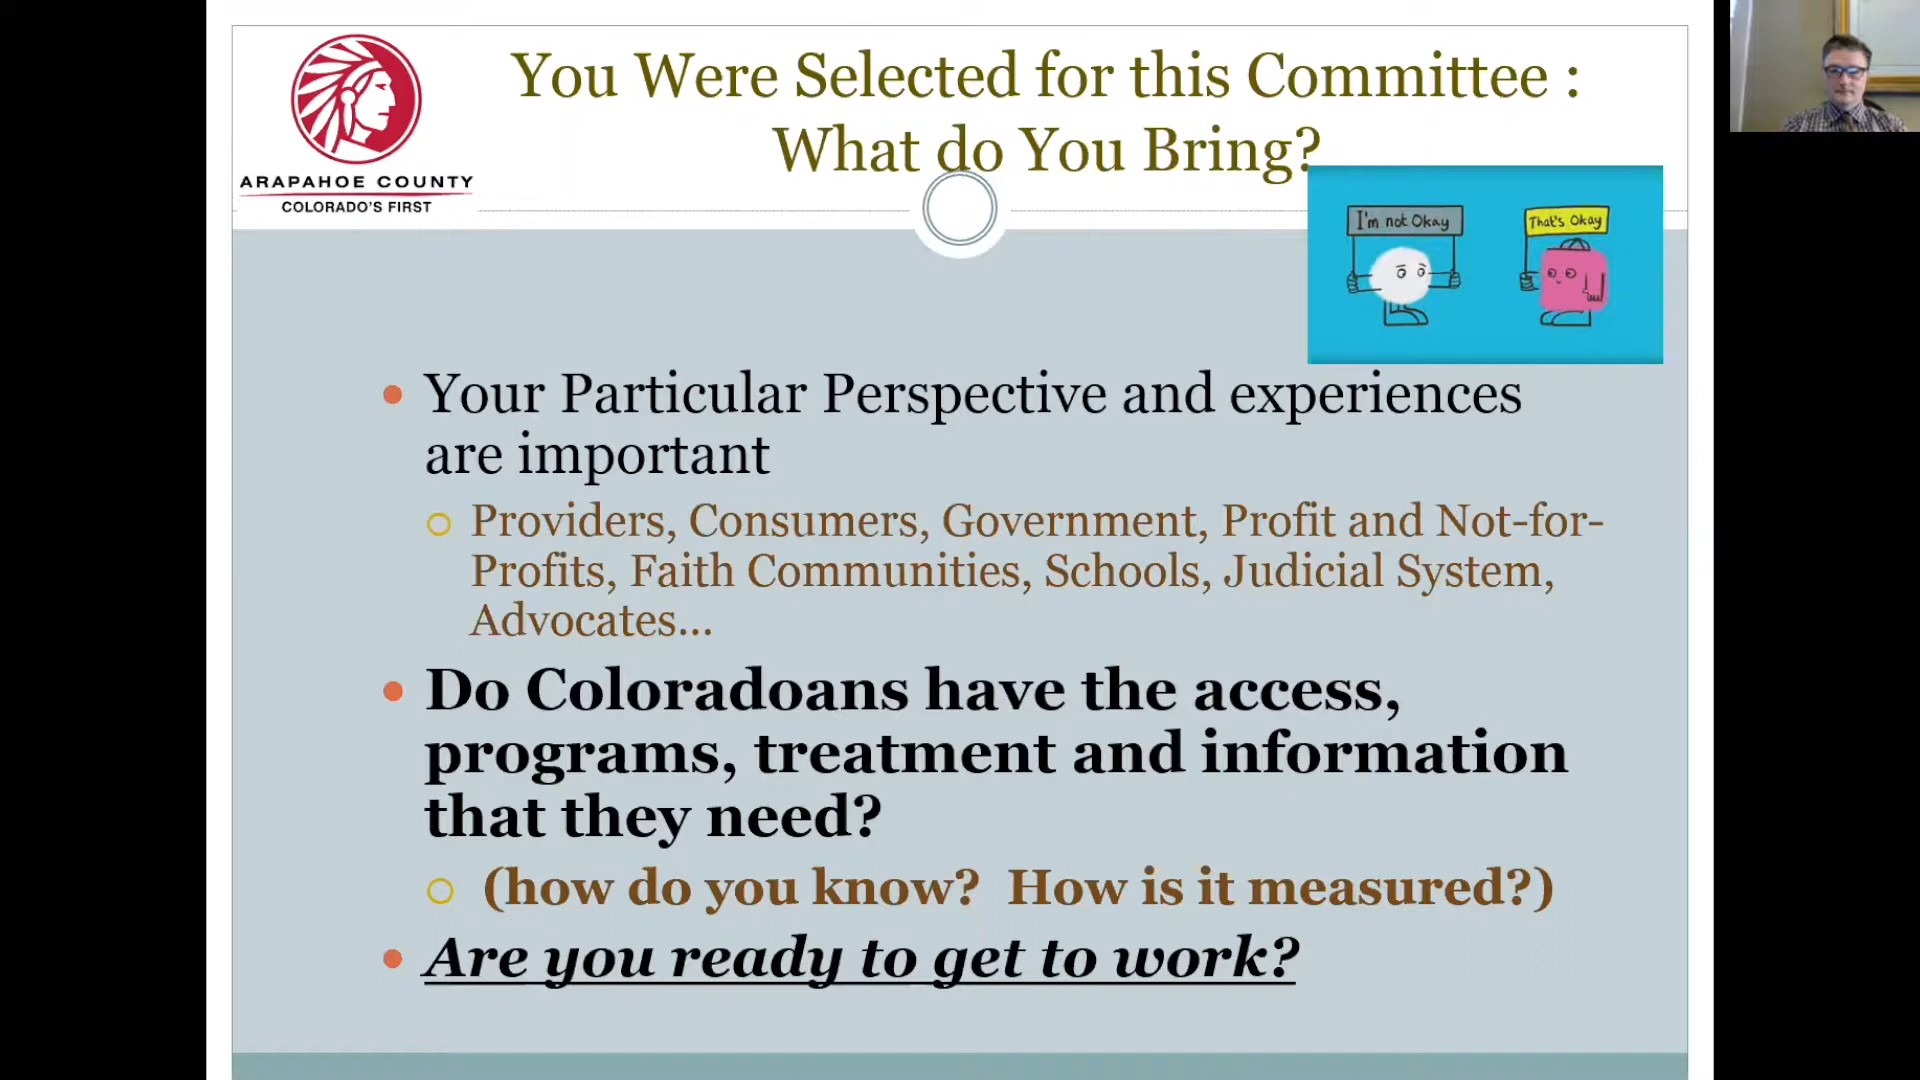 You Were Selected for this Committee :
What do You Bring?
ARAPAHOE COUNTY
COLORADO'S FIRST
I'm not Okay
That's Okay
Your Particular Perspective and experiences
are important
Providers, Consumers, Government, Profit and Not-for-
Profits, Faith Communities, Schools, Judicial System,
Advocates...
Do Coloradoans have the access,
programs, treatment and information
that they need?
(how do you know? How is it measured?)
Are you ready to get to work?